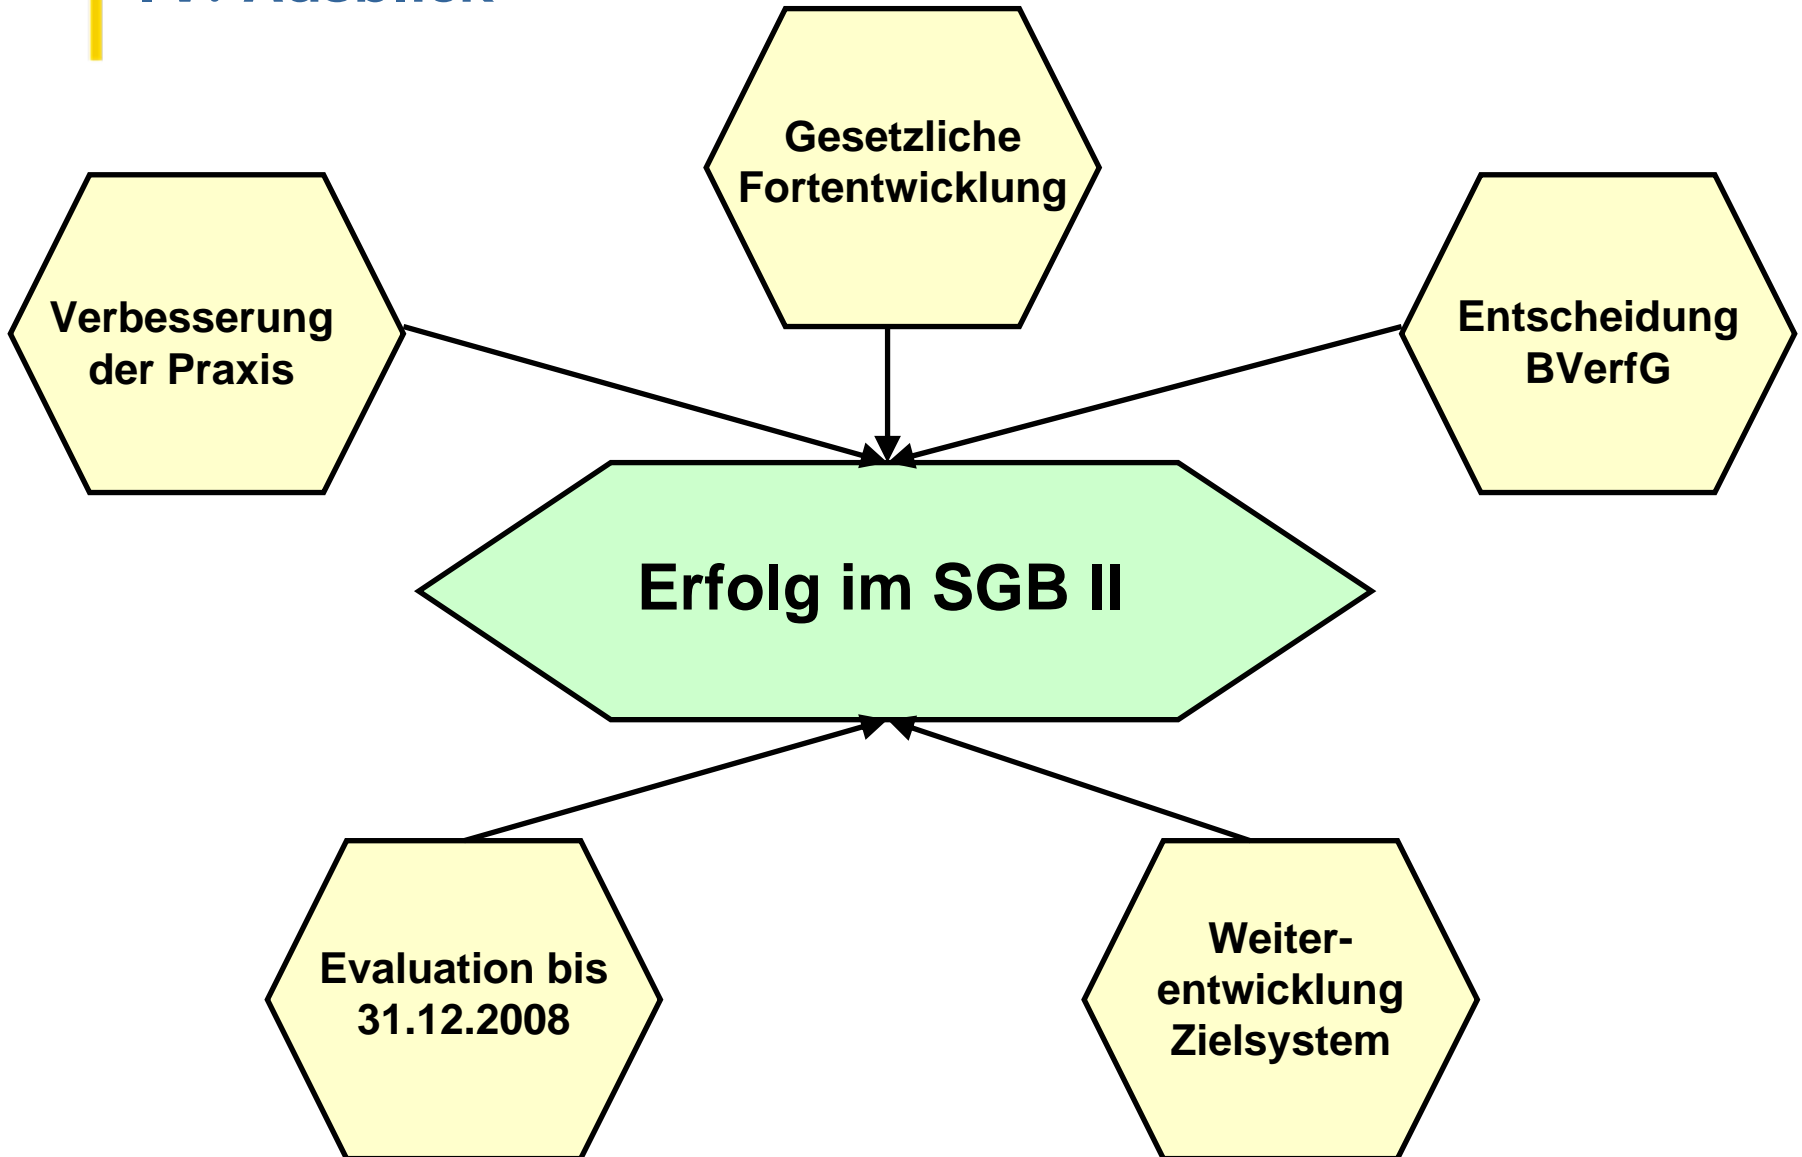 Ausblick
Gesetzliche
Fortentwicklung
Verbesserung
der Praxis
Entscheidung
BVerfG
Erfolg im SGB II
Evaluation bis
31.12.2008
Weiter-
entwicklung
Zielsystem